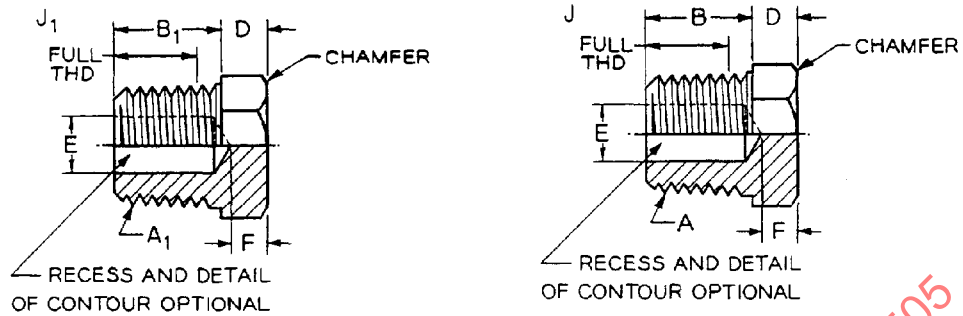 J1
B1
D
FULL
THD
CHAMFER
E
A1
F
RECESS AND DETAIL
OF CONTOUR OPTIONAL
J
B
D
FULL
THD
CHAMFER
E
A
F
RECESS AND DETAIL
OF CONTOUR OPTIONAL